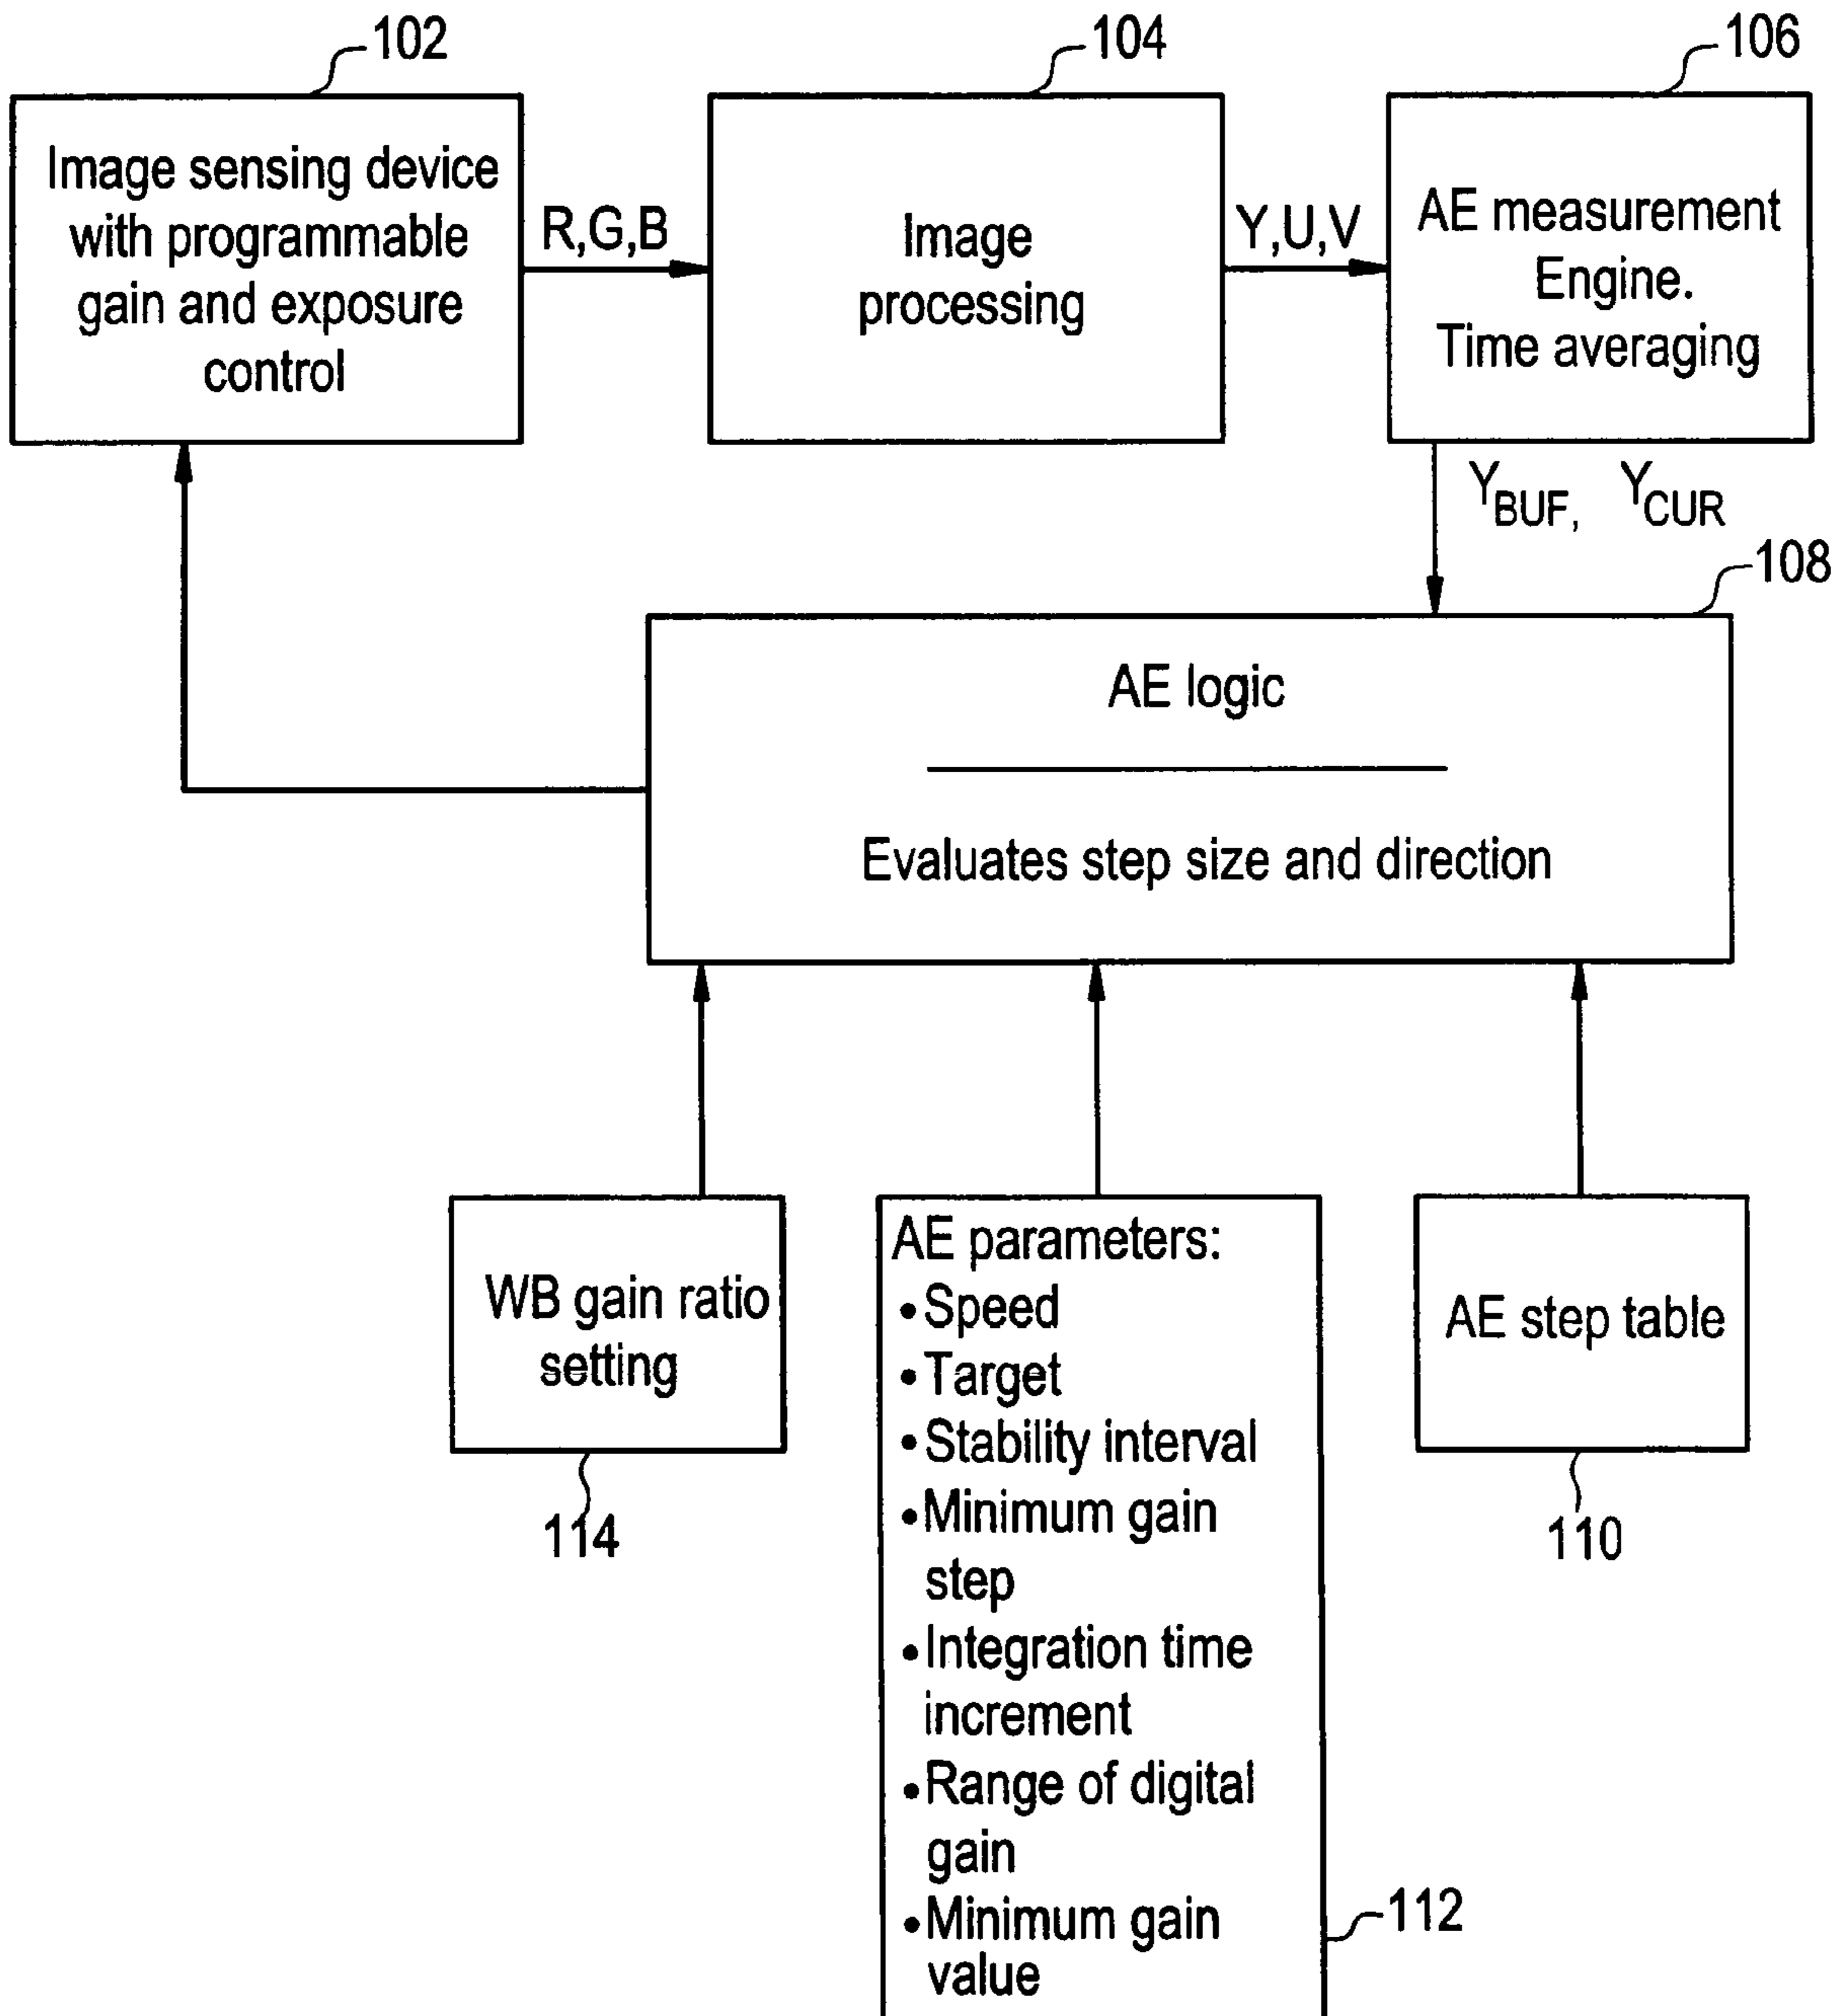 102
104
106
Image sensing device
with programmable
gain and exposure
control
R,G,B
Image
processing
Y,U,V
AE measurement
Engine.
Time averaging
Y_BUF, Y_CUR
108
AE logic
Evaluates step size and direction
WB gain ratio
setting
114
AE parameters:
•Speed
•Target
•Stability interval
•Minimum gain
step
•Integration time
increment
•Range of digital
gain
•Minimum gain
value
112
AE step table
110